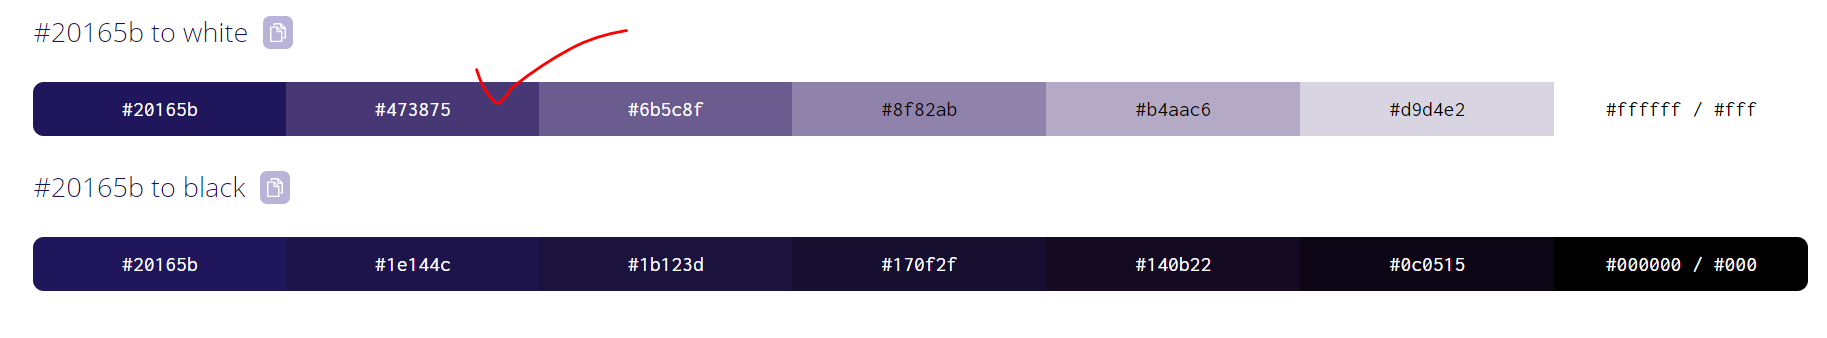 #20165b to white
#20165b #473875 #6b5c8f #8f82ab #b4aac6 #d9d4e2 #ffffff / #fff
#20165b to black
#20165b #1e144c #1b123d #170f2f #140b22 #0c0515 #000000 / #000